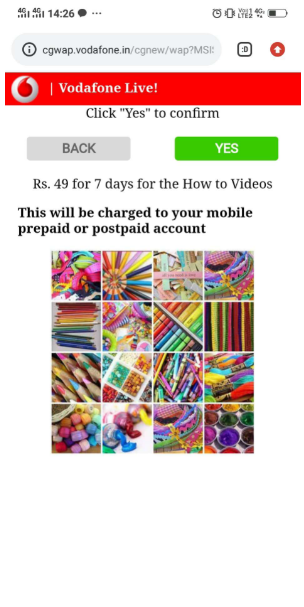 4G 4G 14:26
Vo 1 4G LTE2
cgwap.vodafone.in/cgnew/wap?MSI
:D
| Vodafone Live!
Click "Yes" to confirm
BACK
YES
Rs. 49 for 7 days for the How to Videos
This will be charged to your mobile
prepaid or postpaid account